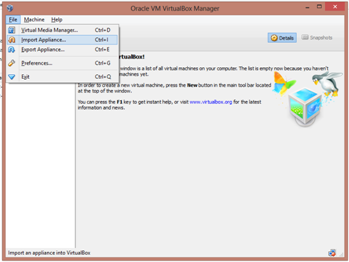 Oracle VM VirtualBox Manager
File Machine Help
Virtual Media Manager... Ctrl+D
Import Appliance... Ctrl+I
Export Appliance... Ctrl+E
Preferences... Ctrl+G
Exit Ctrl+Q
Details Snapshots
VirtualBox!
window is a list of all virtual machines on your computer. The list is empty now because you haven't
machines yet.
In order to create a new virtual machine, press the New button in the main tool bar located
at the top of the window.
You can press the F1 key to get instant help, or visit www.virtualbox.org for the latest
information and news.
Import an appliance into VirtualBox